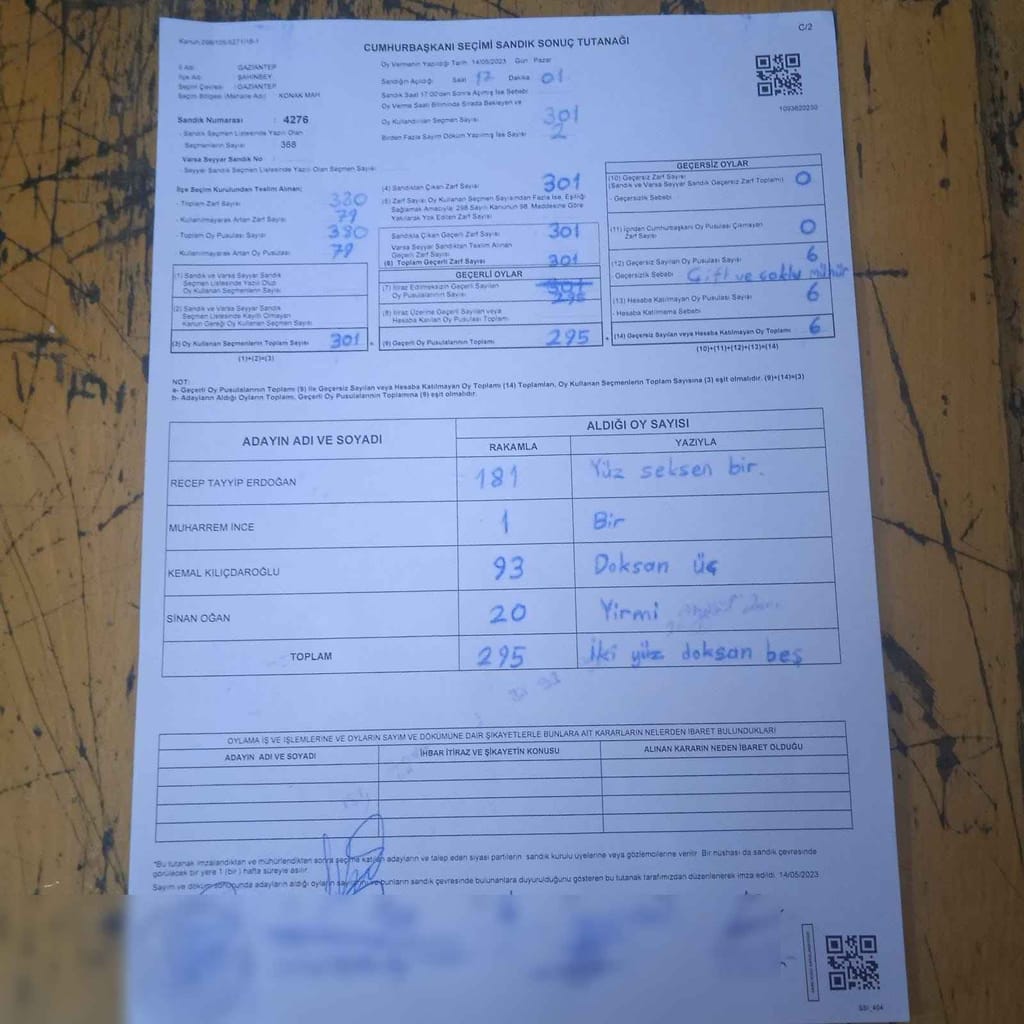 C/2
CUMHURBAŞKANI SEÇİMİ SANDIK SONUÇ TUTANAĞI
İl Adı: GAZİANTEP
İlçe Adı: ŞAHİNBEY
Seçim Çevresi: GAZİANTEP
Seçim Bölgesi (Mahalle Adı): KONAK MAH
Sandık Numarası : 4276
- Sandık Seçmen Listesinde Yazılı Olan
Seçmenlerin Sayısı : 368
Varsa Seyyar Sandık No :
- Seyyar Sandık Seçmen Listesinde Yazılı Olan Seçmen Sayısı:
Oy Vermenin Yapıldığı Tarih: 14/05/2023 Gün: Pazar
Sandığın Açıldığı: Saat 17 Dakika 01
Sandık Saat 17:00'den Sonra Açılmış İse Sebebi:
Oy Verme Saati Bitiminde Sırada Bekleyen ve
Oy Kullandırılan Seçmen Sayısı: 301
Birden Fazla Sayım Döküm Yapılmış İse Sayısı: 2
İlçe Seçim Kurulundan Teslim Alınan;
- Toplam Zarf Sayısı : 380
- Kullanılmayarak Artan Zarf Sayısı : 79
- Toplam Oy Pusulası Sayısı : 380
- Kullanılmayarak Artan Oy Pusulası : 79
(1) Sandık ve Varsa Seyyar Sandık
Seçmen Listesinde Yazılı Olup
Oy Kullanan Seçmenlerin Sayısı
(2) Sandık ve Varsa Seyyar Sandık
Seçmen Listesinde Kayıtlı Olmayan
Kanun Gereği Oy Kullanan Seçmen Sayısı
(3) Oy Kullanan Seçmenlerin Toplam Sayısı 301
(1)+(2)=(3)
(4) Sandıktan Çıkan Zarf Sayısı 301
(5) Zarf Sayısı Oy Kullanan Seçmen Sayısından Fazla İse, Eşitliği
Sağlamak Amacıyla; 298 Sayılı Kanunun 98. Maddesine Göre
Yakılarak Yok Edilen Zarf Sayısı
Sandıkta Çıkan Geçerli Zarf Sayısı 301
Varsa Seyyar Sandıktan Teslim Alınan
Geçerli Zarf Sayısı
(6) Toplam Geçerli Zarf Sayısı 301
GEÇERLİ OYLAR
(7) İtiraz Edilmeksizin Geçerli Sayılan
Oy Pusulalarının Sayısı 295
(8) İtiraz Üzerine Geçerli Sayılan veya
Hesaba Katılan Oy Pusulası Toplamı
(9) Geçerli Oy Pusulalarının Toplamı 295
GEÇERSİZ OYLAR
(10) Geçersiz Zarf Sayısı 0
(Sandık ve Varsa Seyyar Sandık Geçersiz Zarf Toplamı)
- Geçersizlik Sebebi
(11) İçinden Cumhurbaşkanı Oy Pusulası Çıkmayan
Zarf Sayısı 0
(12) Geçersiz Sayılan Oy Pusulası Sayısı 6
- Geçersizlik Sebebi Çift ve çoklu mühür
(13) Hesaba Katılmayan Oy Pusulası Sayısı 6
- Hesaba Katılmama Sebebi
(14) Geçersiz Sayılan veya Hesaba Katılmayan Oy Toplamı 6
(10)+(11)+(12)+(13)=(14)
1093620250
NOT:
a- Geçerli Oy Pusulalarının Toplamı (9) ile Geçersiz Sayılan veya Hesaba Katılmayan Oy Toplamı (14) Toplamları, Oy Kullanan Seçmenlerin Toplam Sayısına (3) eşit olmalıdır. (9)+(14)=(3)
b- Adayların Aldığı Oyların Toplamı, Geçerli Oy Pusulalarının Toplamına (9) eşit olmalıdır.
ADAYIN ADI VE SOYADI
ALDIĞI OY SAYISI
RAKAMLA YAZIYLA
RECEP TAYYİP ERDOĞAN 181 Yüz seksen bir.
MUHARREM İNCE 1 Bir
KEMAL KILIÇDAROĞLU 93 Doksan üç
SİNAN OĞAN 20 Yirmi
TOPLAM 295 İki yüz doksan beş
OYLAMA İŞ VE İŞLEMLERİNE VE OYLARIN SAYIM VE DÖKÜMÜNE DAİR ŞİKAYETLERLE BUNLARA AİT KARARLARIN NELERDEN İBARET BULUNDUKLARI
ADAYIN ADI VE SOYADI İHBAR İTİRAZ VE ŞİKAYETİN KONUSU ALINAN KARARIN NEDEN İBARET OLDUĞU
*Bu tutanak imzalandıktan ve mühürlendikten sonra seçime katılan adayların ve talep eden siyasi partilerin sandık kurulu üyelerine veya gözlemcilerine verilir. Bir nüshası da sandık çevresinde
görülecek bir yere 1 (bir) hafta süreyle asılır.
Sayım ve döküm sonucunda adayların aldığı oyların sayısını ve bunların sandık çevresinde bulunanlara duyurulduğunu gösteren bu tutanak tarafımızdan düzenlenerek imza edildi. 14/05/2023